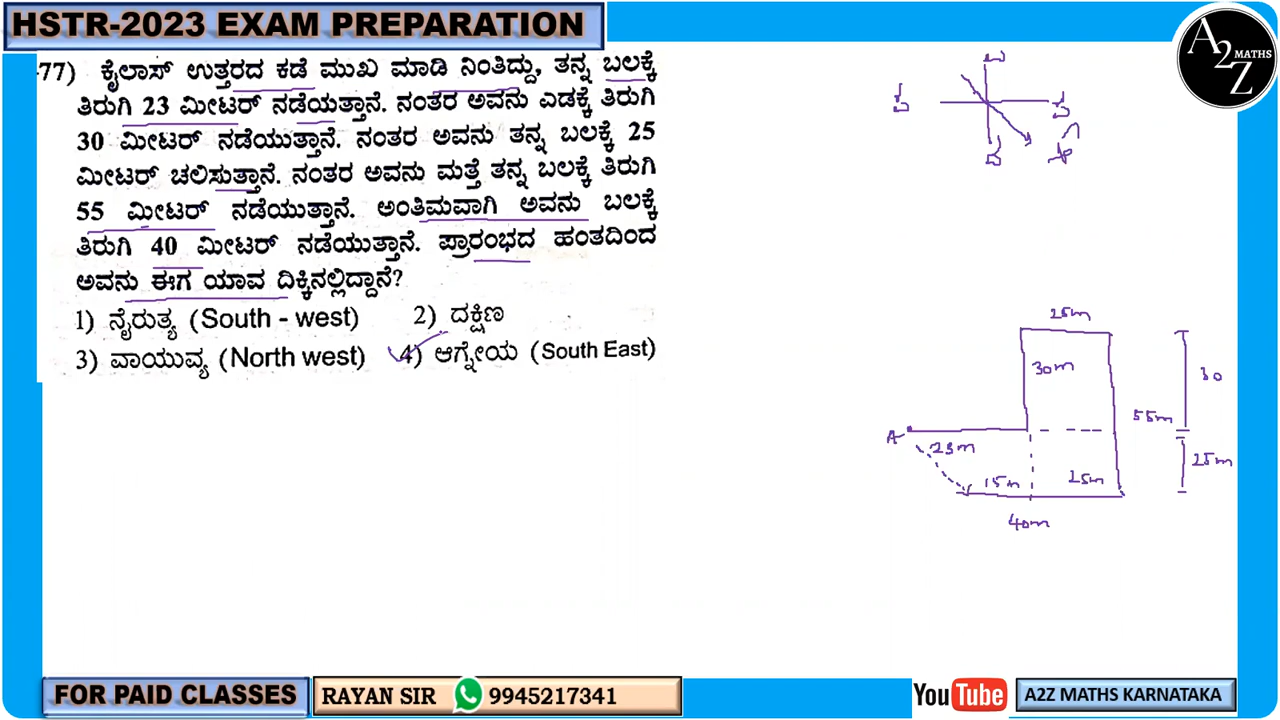 HSTR-2023 EXAM PREPARATION
A2Z MATHS
77) ಕೈಲಾಸ್ ಉತ್ತರದ ಕಡೆ ಮುಖ ಮಾಡಿ ನಿಂತಿದ್ದು, ತನ್ನ ಬಲಕ್ಕೆ
ತಿರುಗಿ 23 ಮೀಟರ್ ನಡೆಯತ್ತಾನೆ. ನಂತರ ಅವನು ಎಡಕ್ಕೆ ತಿರುಗಿ
30 ಮೀಟರ್ ನಡೆಯುತ್ತಾನೆ. ನಂತರ ಅವನು ತನ್ನ ಬಲಕ್ಕೆ 25
ಮೀಟರ್ ಚಲಿಸುತ್ತಾನೆ. ನಂತರ ಅವನು ಮತ್ತೆ ತನ್ನ ಬಲಕ್ಕೆ ತಿರುಗಿ
55 ಮೀಟರ್ ನಡೆಯುತ್ತಾನೆ. ಅಂತಿಮವಾಗಿ ಅವನು ಬಲಕ್ಕೆ
ತಿರುಗಿ 40 ಮೀಟರ್ ನಡೆಯುತ್ತಾನೆ. ಪ್ರಾರಂಭದ ಹಂತದಿಂದ
ಅವನು ಈಗ ಯಾವ ದಿಕ್ಕಿನಲ್ಲಿದ್ದಾನೆ?
1) ನೈರುತ್ಯ (South - west) 2) ದಕ್ಷಿಣ
3) ವಾಯುವ್ಯ (North west) 4) ಆಗ್ನೇಯ (South East)
25m
30m
30
55m
A
23m
25m
15m
25m
40m
FOR PAID CLASSES RAYAN SIR 9945217341 YouTube A2Z MATHS KARNATAKA